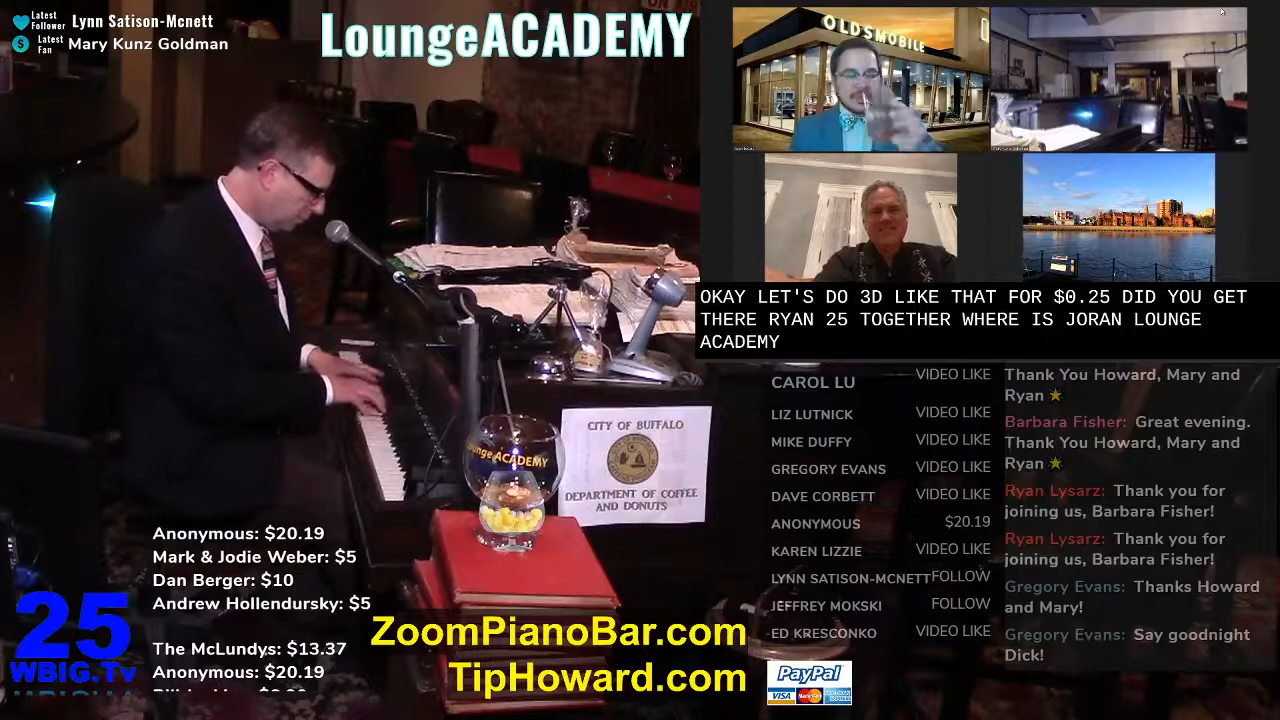 Latest
Follower
Lynn Satison-Mcnett
Latest
Fan
Mary Kunz Goldman
LoungeACADEMY
OLDSMOBILE
OKAY LET'S DO 3D LIKE THAT FOR $0.25 DID YOU GET
THERE RYAN 25 TOGETHER WHERE IS JORAN LOUNGE
ACADEMY
CAROL LU VIDEO LIKE
LIZ LUTNICK VIDEO LIKE
MIKE DUFFY VIDEO LIKE
GREGORY EVANS VIDEO LIKE
DAVE CORBETT VIDEO LIKE
ANONYMOUS $20.19
KAREN LIZZIE VIDEO LIKE
LYNN SATISON-MCNETT FOLLOW
JEFFREY MOKSKI FOLLOW
ED KRESCONKO VIDEO LIKE
Thank You Howard, Mary and
Ryan
Barbara Fisher: Great evening.
Thank You Howard, Mary and
Ryan
Ryan Lysarz: Thank you for
joining us, Barbara Fisher!
Ryan Lysarz: Thank you for
joining us, Barbara Fisher!
Gregory Evans: Thanks Howard
and Mary!
Gregory Evans: Say goodnight
Dick!
CITY OF BUFFALO
DEPARTMENT OF COFFEE
AND DONUTS
Lounge ACADEMY
Anonymous: $20.19
Mark & Jodie Weber: $5
Dan Berger: $10
Andrew Hollendursky: $5
The McLundys: $13.37
Anonymous: $20.19
25
WBIG.Tv
ZoomPianoBar.com
TipHoward.com
PayPal
VISA